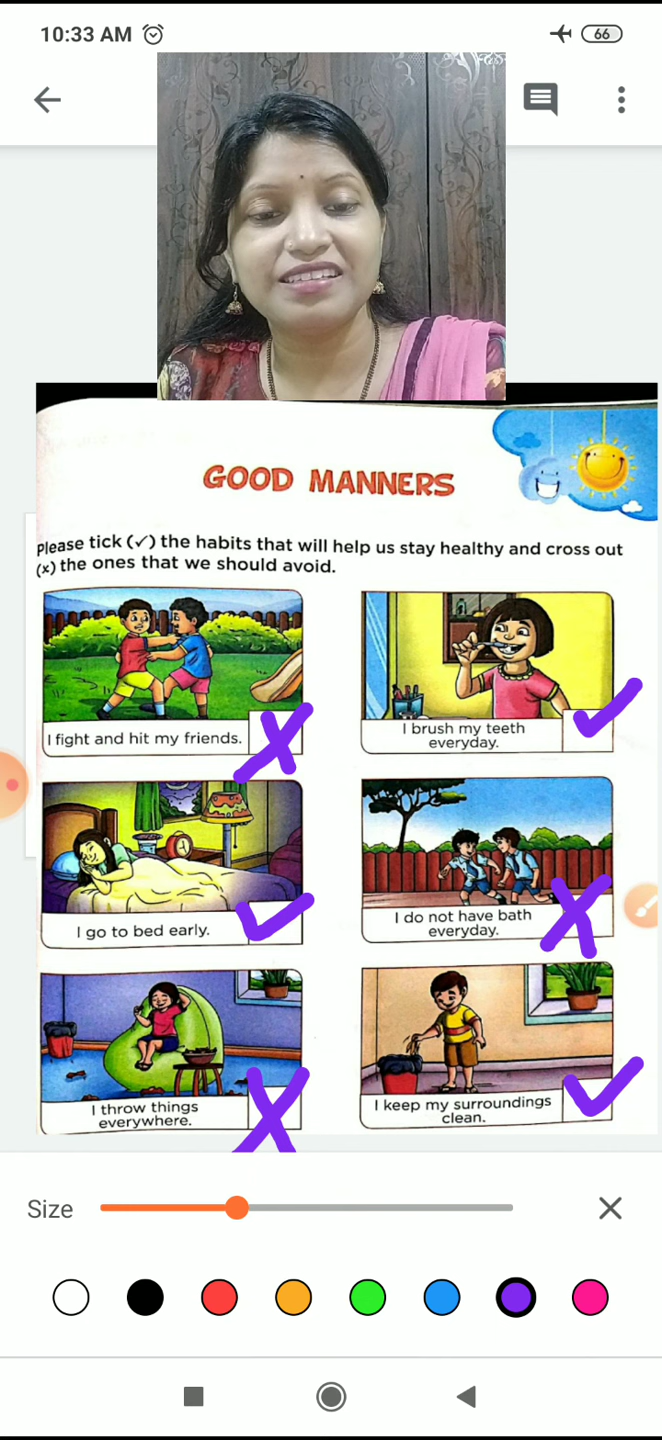 10:33 AM
66
GOOD MANNERS
Please tick (✓) the habits that will help us stay healthy and cross out
(x) the ones that we should avoid.
I fight and hit my friends.
I brush my teeth
everyday.
I go to bed early.
I do not have bath
everyday.
I throw things
everywhere.
I keep my surroundings
clean.
Size